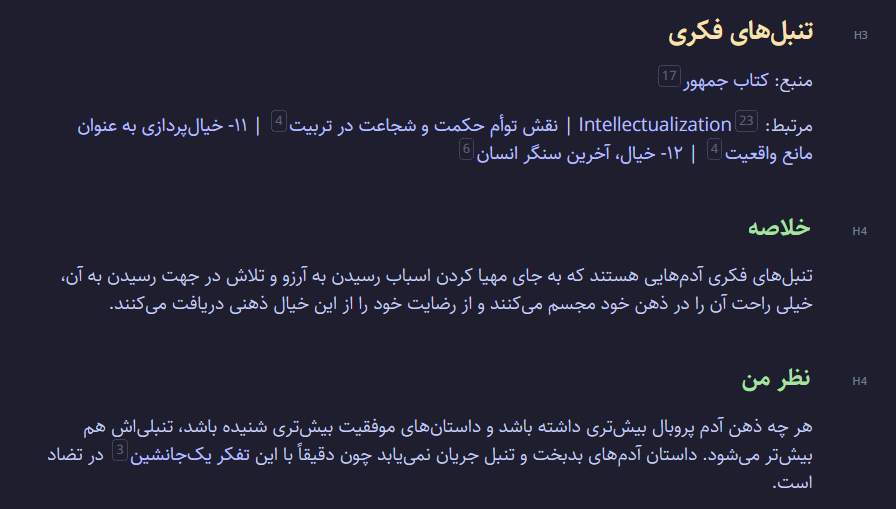 تنبل‌های فکری
H3
منبع: کتاب جمهور 17
مرتبط: 23 Intellectualization | نقش توأم حکمت و شجاعت در تربیت 4 | ۱۱- خیال‌پردازی به عنوان
مانع واقعیت 4 | ۱۲- خیال، آخرین سنگر انسان 6
خلاصه
H4
تنبل‌های فکری آدم‌هایی هستند که به جای مهیا کردن اسباب رسیدن به آرزو و تلاش در جهت رسیدن به آن،
خیلی راحت آن را در ذهن خود مجسم می‌کنند و از رضایت خود را از این خیال ذهنی دریافت می‌کنند.
نظر من
H4
هر چه ذهن آدم پروبال بیش‌تری داشته باشد و داستان‌های موفقیت بیش‌تری شنیده باشد، تنبلی‌اش هم
بیش‌تر می‌شود. داستان آدم‌های بدبخت و تنبل جریان نمی‌یابد چون دقیقاً با این تفکر یک‌جانشین 3 در تضاد
است.